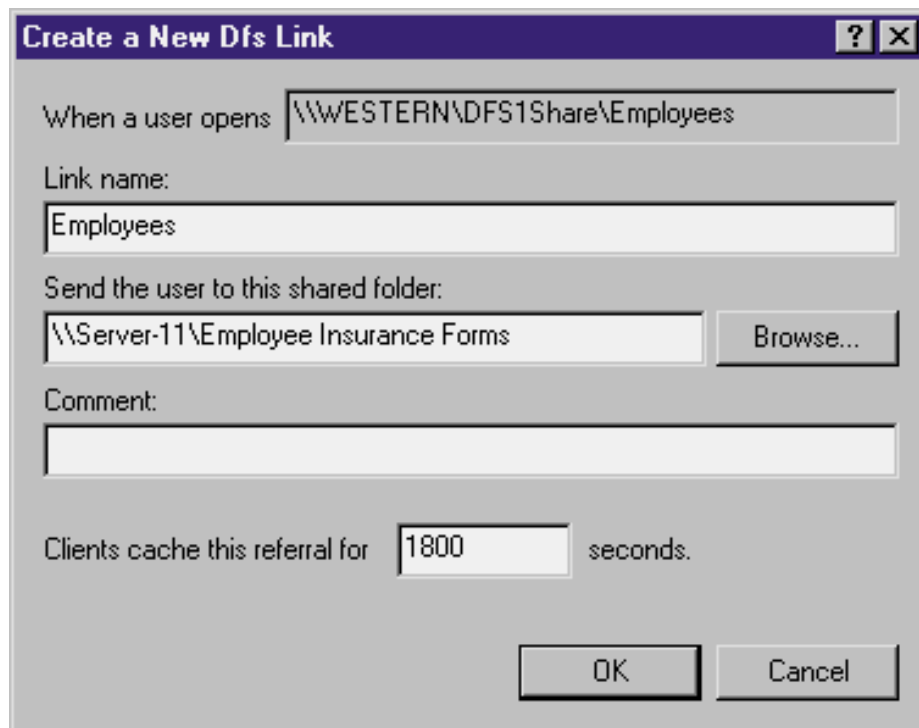 Create a New Dfs Link
When a user opens \\WESTERN\DFS1Share\Employees
Link name:
Employees
Send the user to this shared folder:
\\Server-11\Employee Insurance Forms Browse...
Comment:
Clients cache this referral for 1800 seconds.
OK Cancel